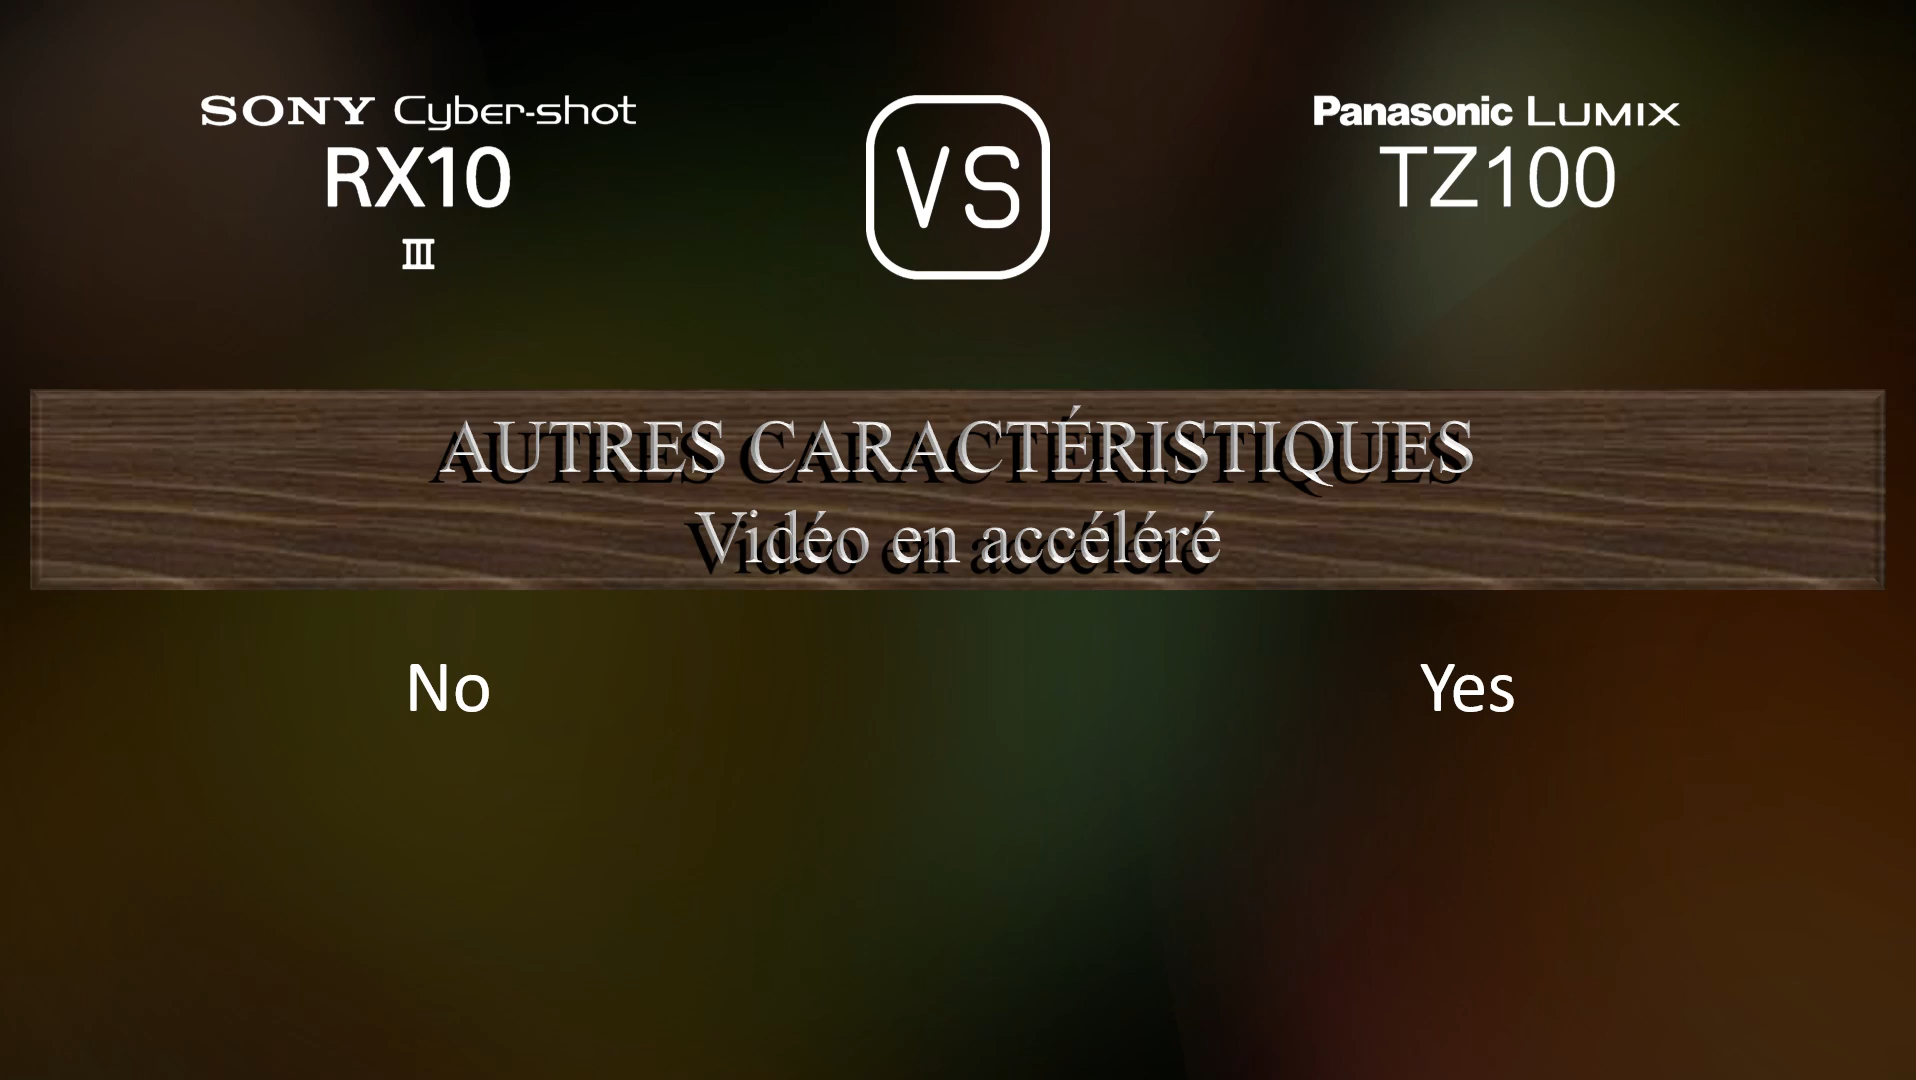 SONY Cyber-shot
RX10
III
VS
Panasonic LUMIX
TZ100
AUTRES CARACTÉRISTIQUES
Vidéo en accéléré
No
Yes